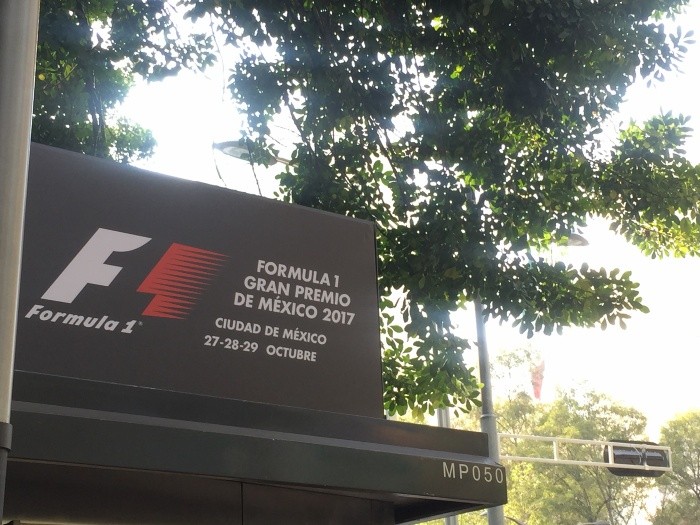 F1
Formula 1®
FORMULA 1
GRAN PREMIO
DE MÉXICO 2017
CIUDAD DE MÉXICO
27-28-29 OCTUBRE
MP050